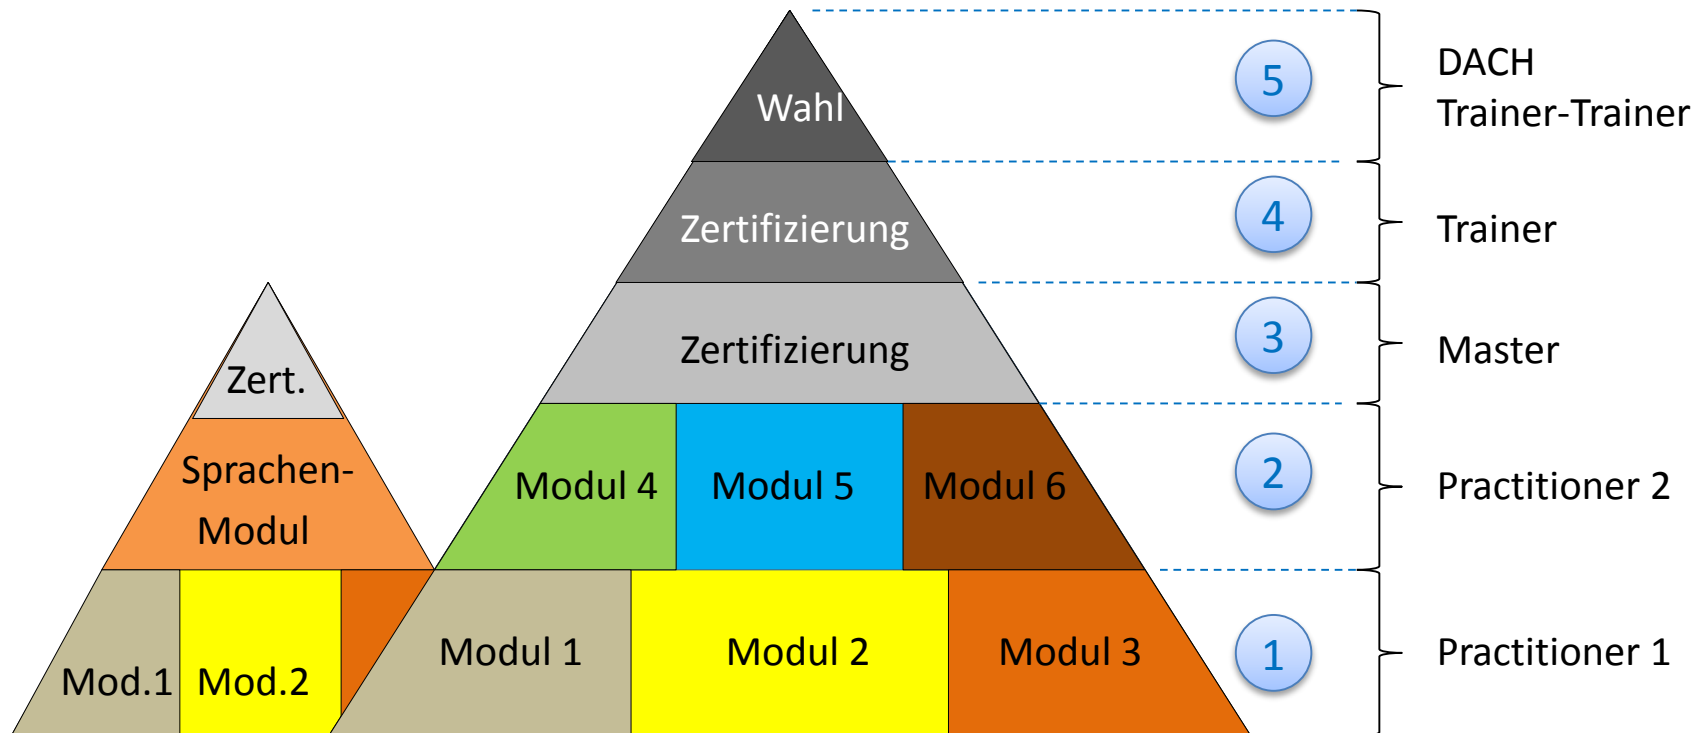 Wahl
5
DACH
Trainer-Trainer
Zertifizierung
4
Trainer
Zertifizierung
3
Master
Zert.
Sprachen-
Modul
Modul 4
Modul 5
Modul 6
2
Practitioner 2
Mod.1
Mod.2
Modul 1
Modul 2
Modul 3
1
Practitioner 1